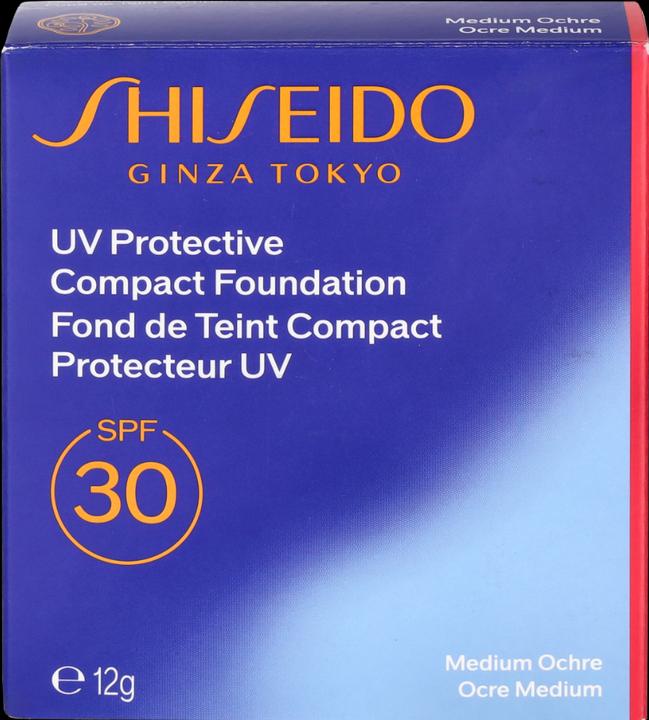 Medium Ochre
Ocre Medium
SHISEIDO
GINZA TOKYO
UV Protective
Compact Foundation
Fond de Teint Compact
Protecteur UV
SPF
30
℮ 12g
Medium Ochre
Ocre Medium